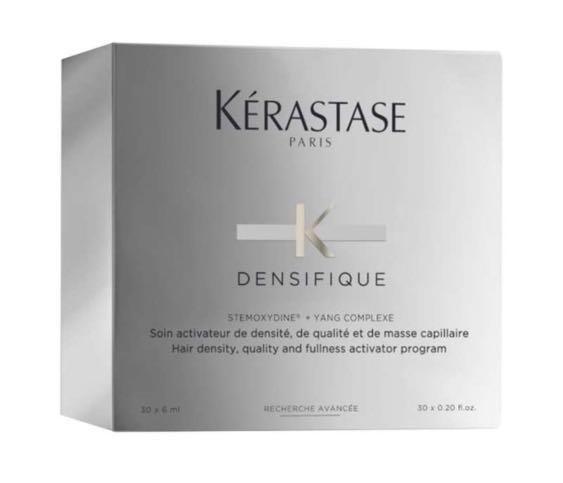 KÉRASTASE
PARIS
K
DENSIFIQUE
STEMOXYDINE® + YANG COMPLEXE
Soin activateur de densité, de qualité et de masse capillaire
Hair density, quality and fullness activator program
30 x 6 ml RECHERCHE AVANCÉE 30 x 0.20 fl.oz.